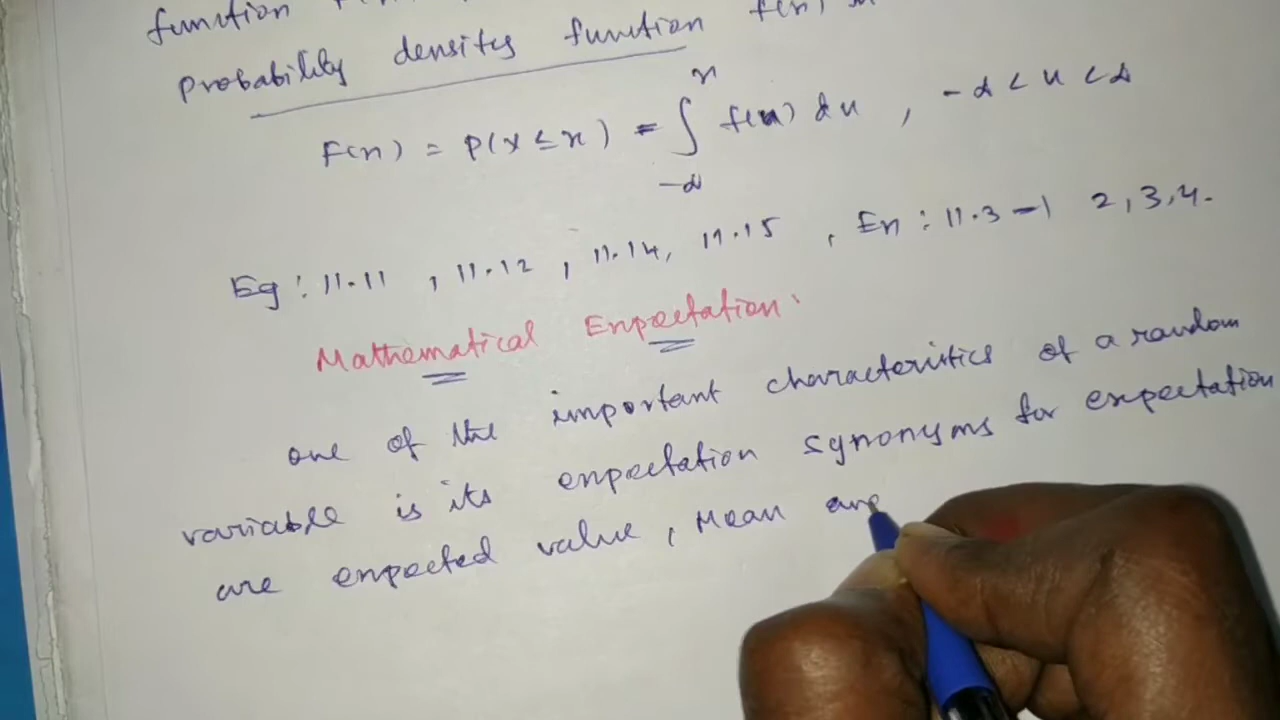 function
probability density function f(x)
F(x) = P(X ≤ x) = ∫_{-∞}^{x} f(u) du , -∞ < u < ∞
Eg : 11.11 , 11.12 , 11.14, 11.15 , Ex : 11.3 - 1 2,3,4.
Mathematical Expectation.
one of the important characteristics of a random
variable is its expectation synonyms for expectation
are expected value, Mean and